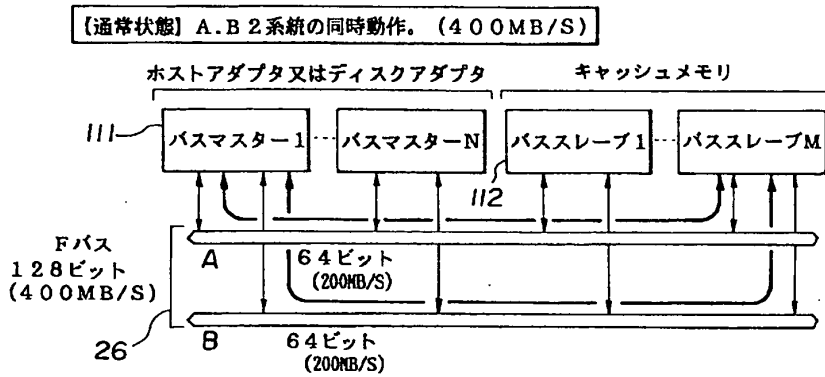 【通常状態】A.B2系統の同時動作。(400MB/S)
ホストアダプタ又はディスクアダプタ
キャッシュメモリ
111
バスマスター1
バスマスターN
バススレーブ1
バススレーブM
112
Fバス
128ビット
(400MB/S)
A
64ビット
(200MB/S)
26
B
64ビット
(200MB/S)